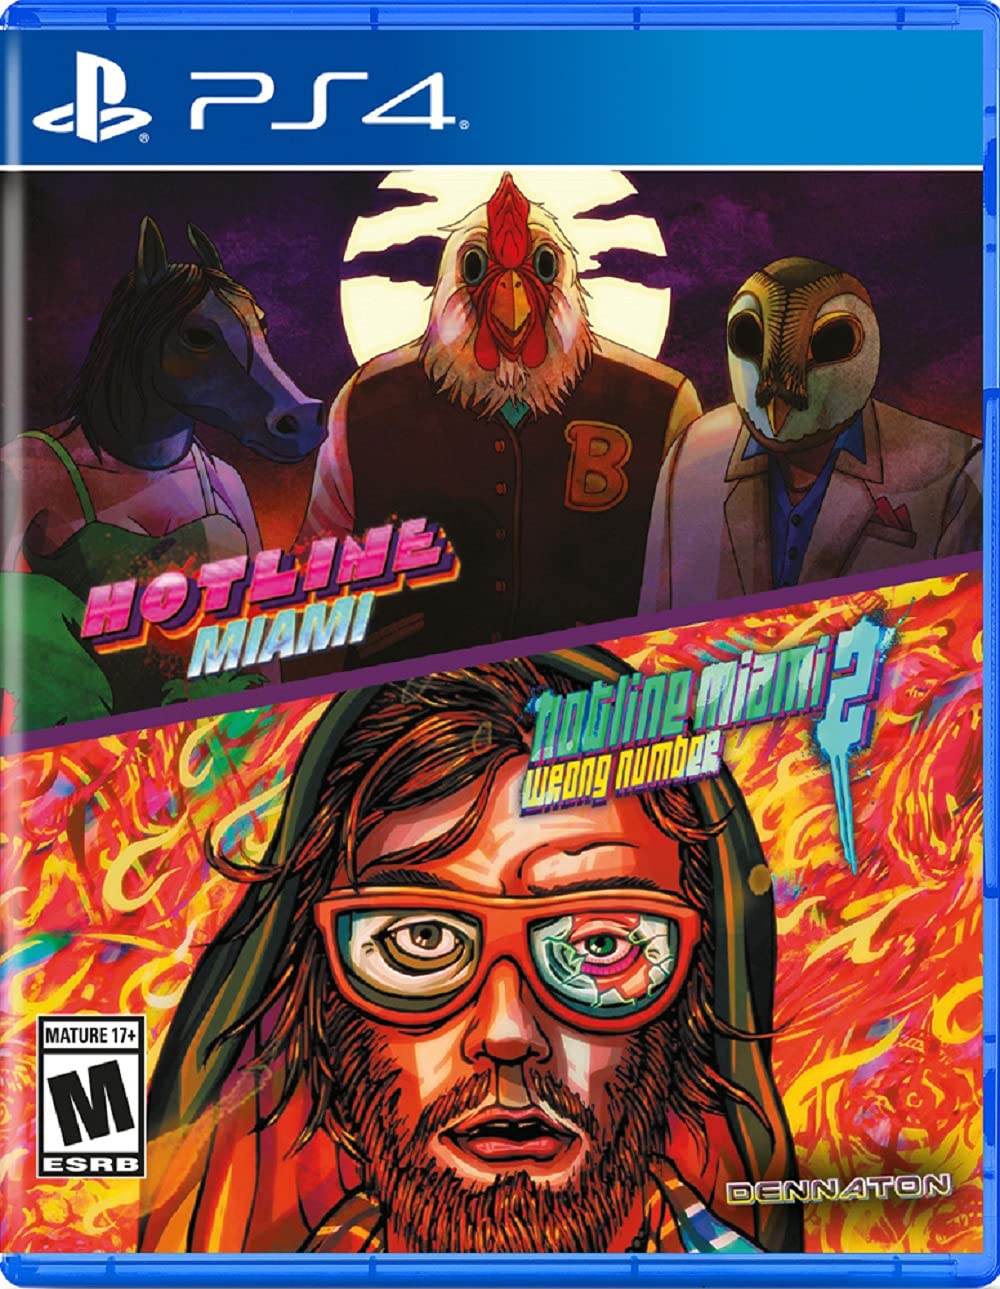 PS4
B
HOTLINE
MIAMI
hotline miami 2
wrong number
MATURE 17+
M
ESRB
DENNATON